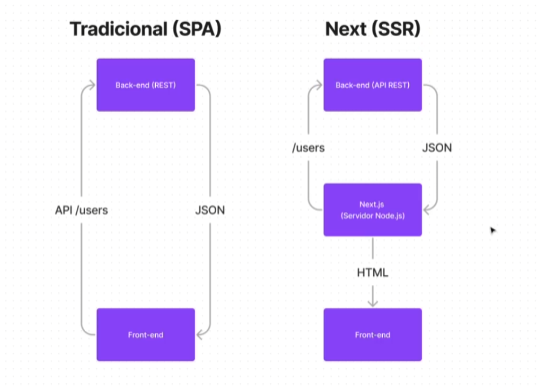 Tradicional (SPA)
Back-end (REST)
API /users
JSON
Front-end
Next (SSR)
Back-end (API REST)
/users
JSON
Next.js
(Servidor Node.js)
HTML
Front-end